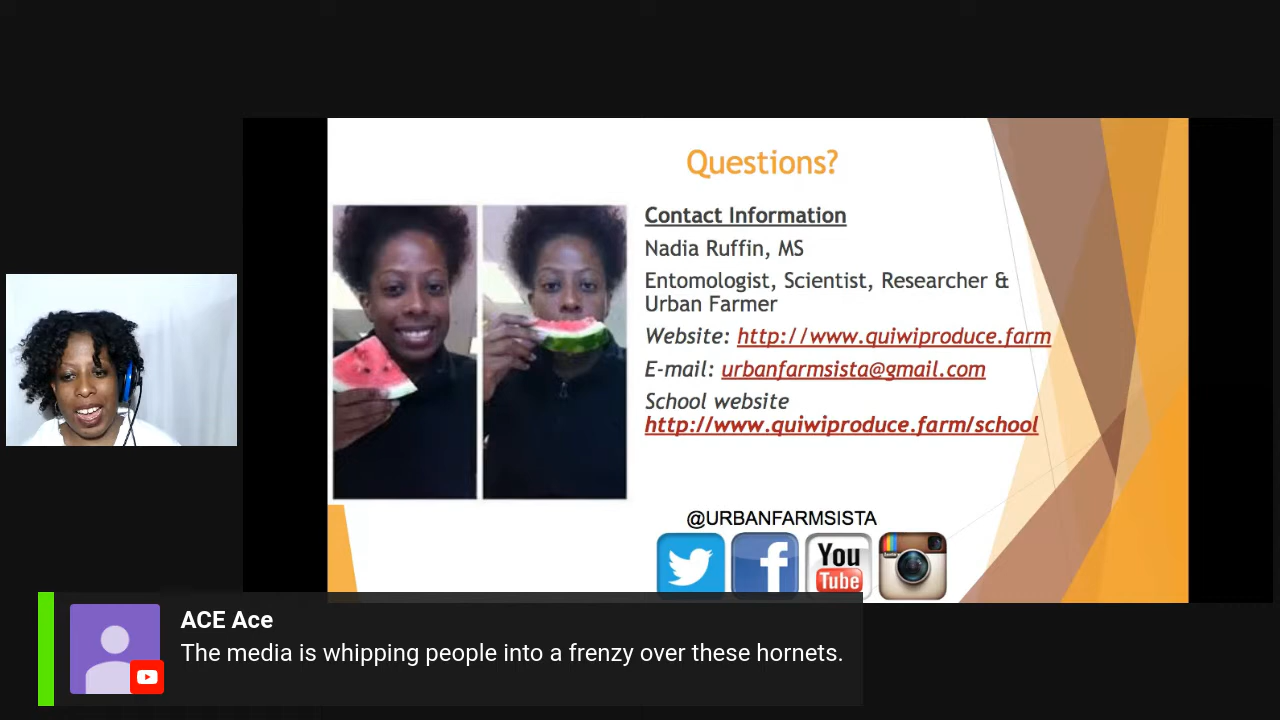 Questions?
Contact Information
Nadia Ruffin, MS
Entomologist, Scientist, Researcher &
Urban Farmer
Website: http://www.quiwiproduce.farm
E-mail: urbanfarmsista@gmail.com
School website
http://www.quiwiproduce.farm/school
@URBANFARMSISTA
You
Tube
ACE Ace
The media is whipping people into a frenzy over these hornets.